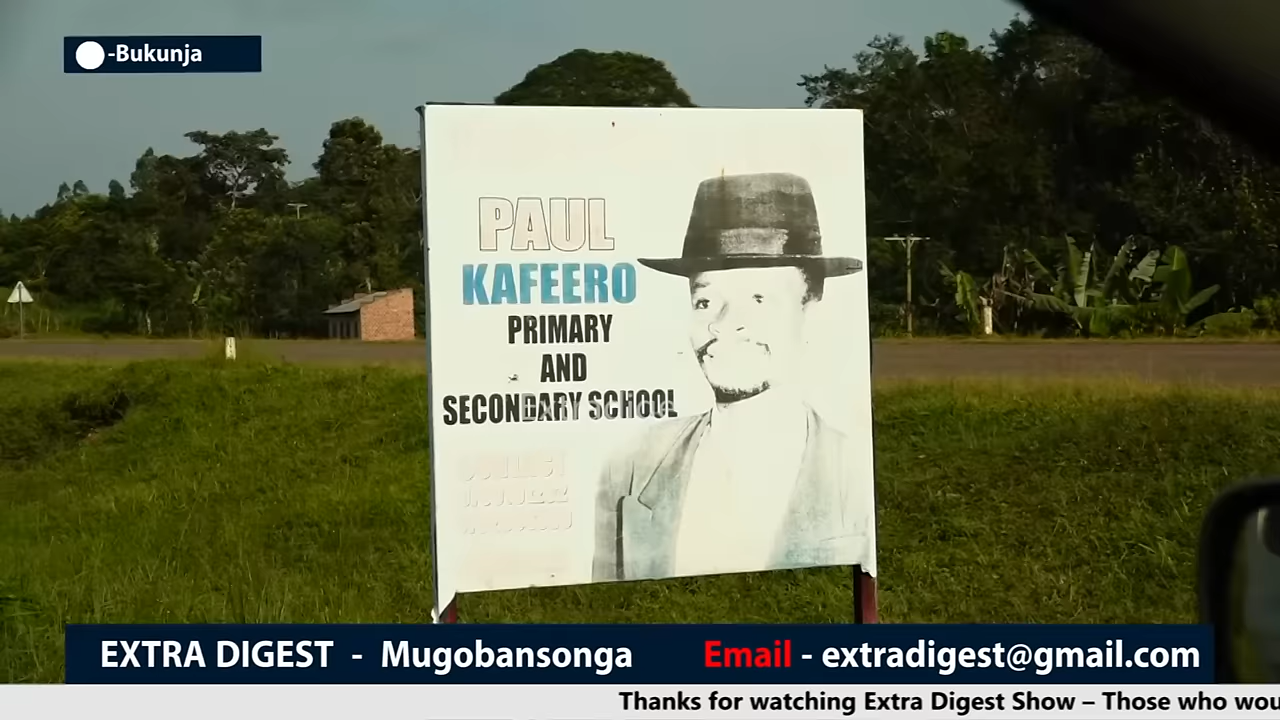 -Bukunja
PAUL
KAFEERO
PRIMARY
AND
SECONDARY SCHOOL
EXTRA DIGEST - Mugobansonga Email - extradigest@gmail.com
Thanks for watching Extra Digest Show – Those who wou